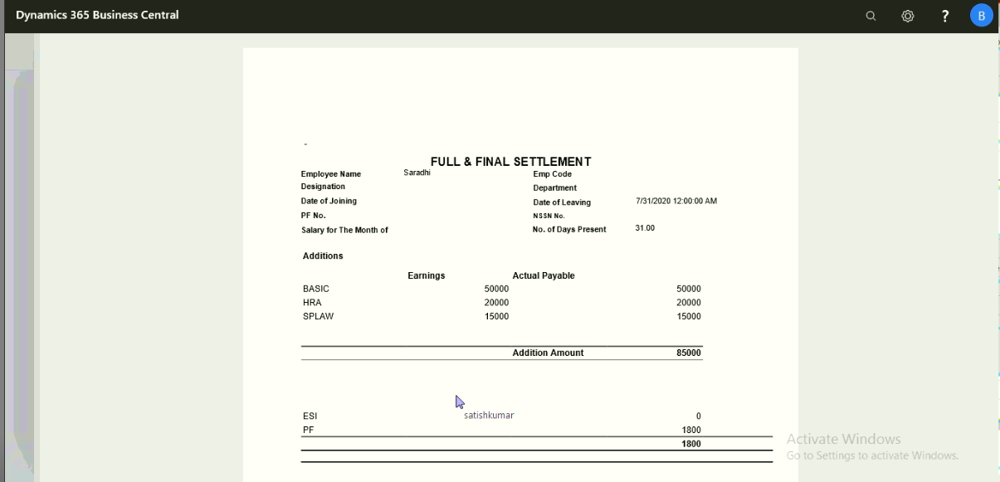 Dynamics 365 Business Central
? B
-
FULL & FINAL SETTLEMENT
Employee Name Saradhi Emp Code
Designation Department
Date of Joining Date of Leaving 7/31/2020 12:00:00 AM
PF No. NSSN No.
Salary for The Month of No. of Days Present 31.00
Additions
Earnings Actual Payable
BASIC 50000 50000
HRA 20000 20000
SPLAW 15000 15000
Addition Amount 85000
ESI satishkumar 0
PF 1800
1800
Activate Windows
Go to Settings to activate Windows.